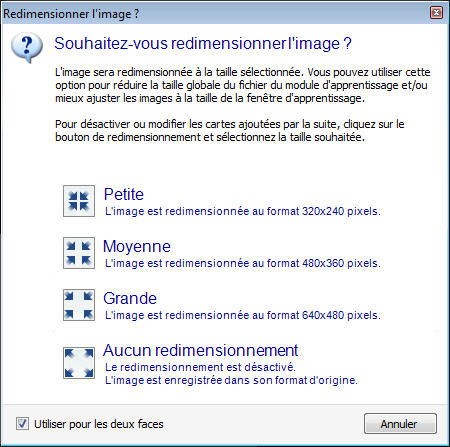 Redimensionner l'image ?
Souhaitez-vous redimensionner l'image ?
L'image sera redimensionnée à la taille sélectionnée. Vous pouvez utiliser cette
option pour réduire la taille globale du fichier du module d'apprentissage et/ou
mieux ajuster les images à la taille de la fenêtre d'apprentissage.
Pour désactiver ou modifier les cartes ajoutées par la suite, cliquez sur le
bouton de redimensionnement et sélectionnez la taille souhaitée.
Petite
L'image est redimensionnée au format 320x240 pixels.
Moyenne
L'image est redimensionnée au format 480x360 pixels.
Grande
L'image est redimensionnée au format 640x480 pixels.
Aucun redimensionnement
Le redimensionnement est désactivé.
L'image est enregistrée dans son format d'origine.
Utiliser pour les deux faces
Annuler